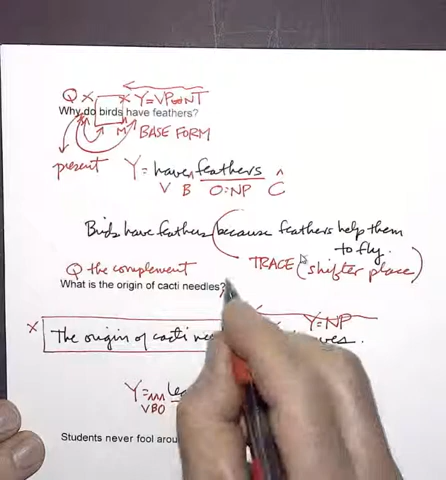 Q X X Y=VP NT
Why do birds have feathers?
M BASE FORM
present
Y= have feathers
V B O:NP C
Birds have feathers (because feathers help them
to fly.
TRACE (shifter place)
Q the complement
What is the origin of cacti needles?
X Y=NP
The origin of cacti
Y=
VBO
Students never fool